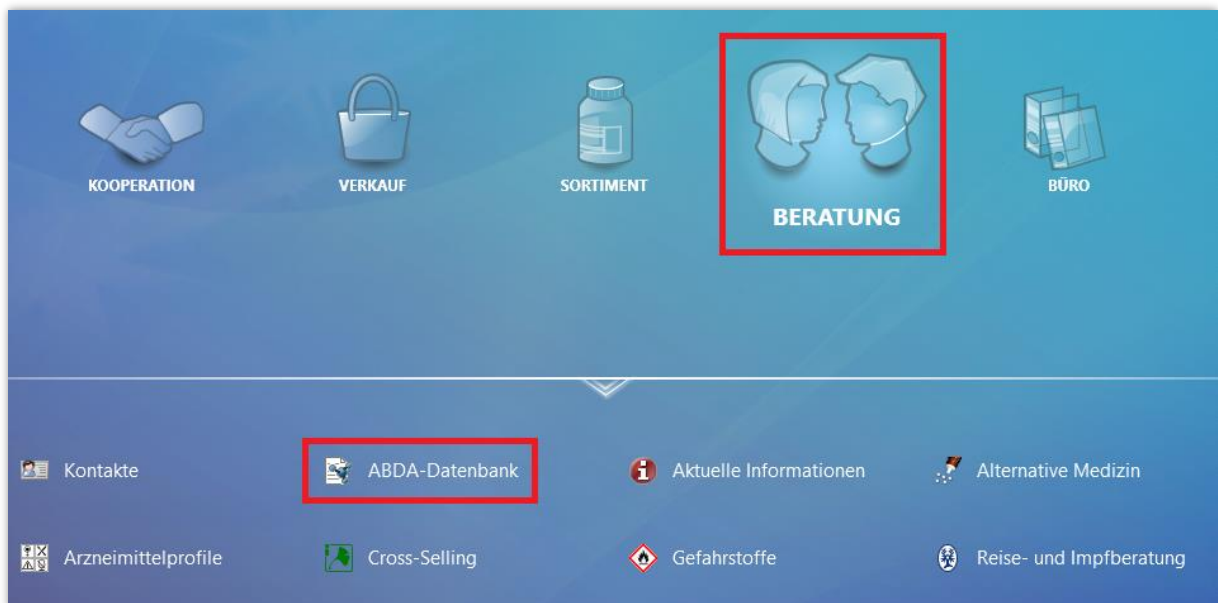 KOOPERATION
VERKAUF
SORTIMENT
BERATUNG
BÜRO
Kontakte
ABDA-Datenbank
Aktuelle Informationen
Alternative Medizin
Arzneimittelprofile
Cross-Selling
Gefahrstoffe
Reise- und Impfberatung